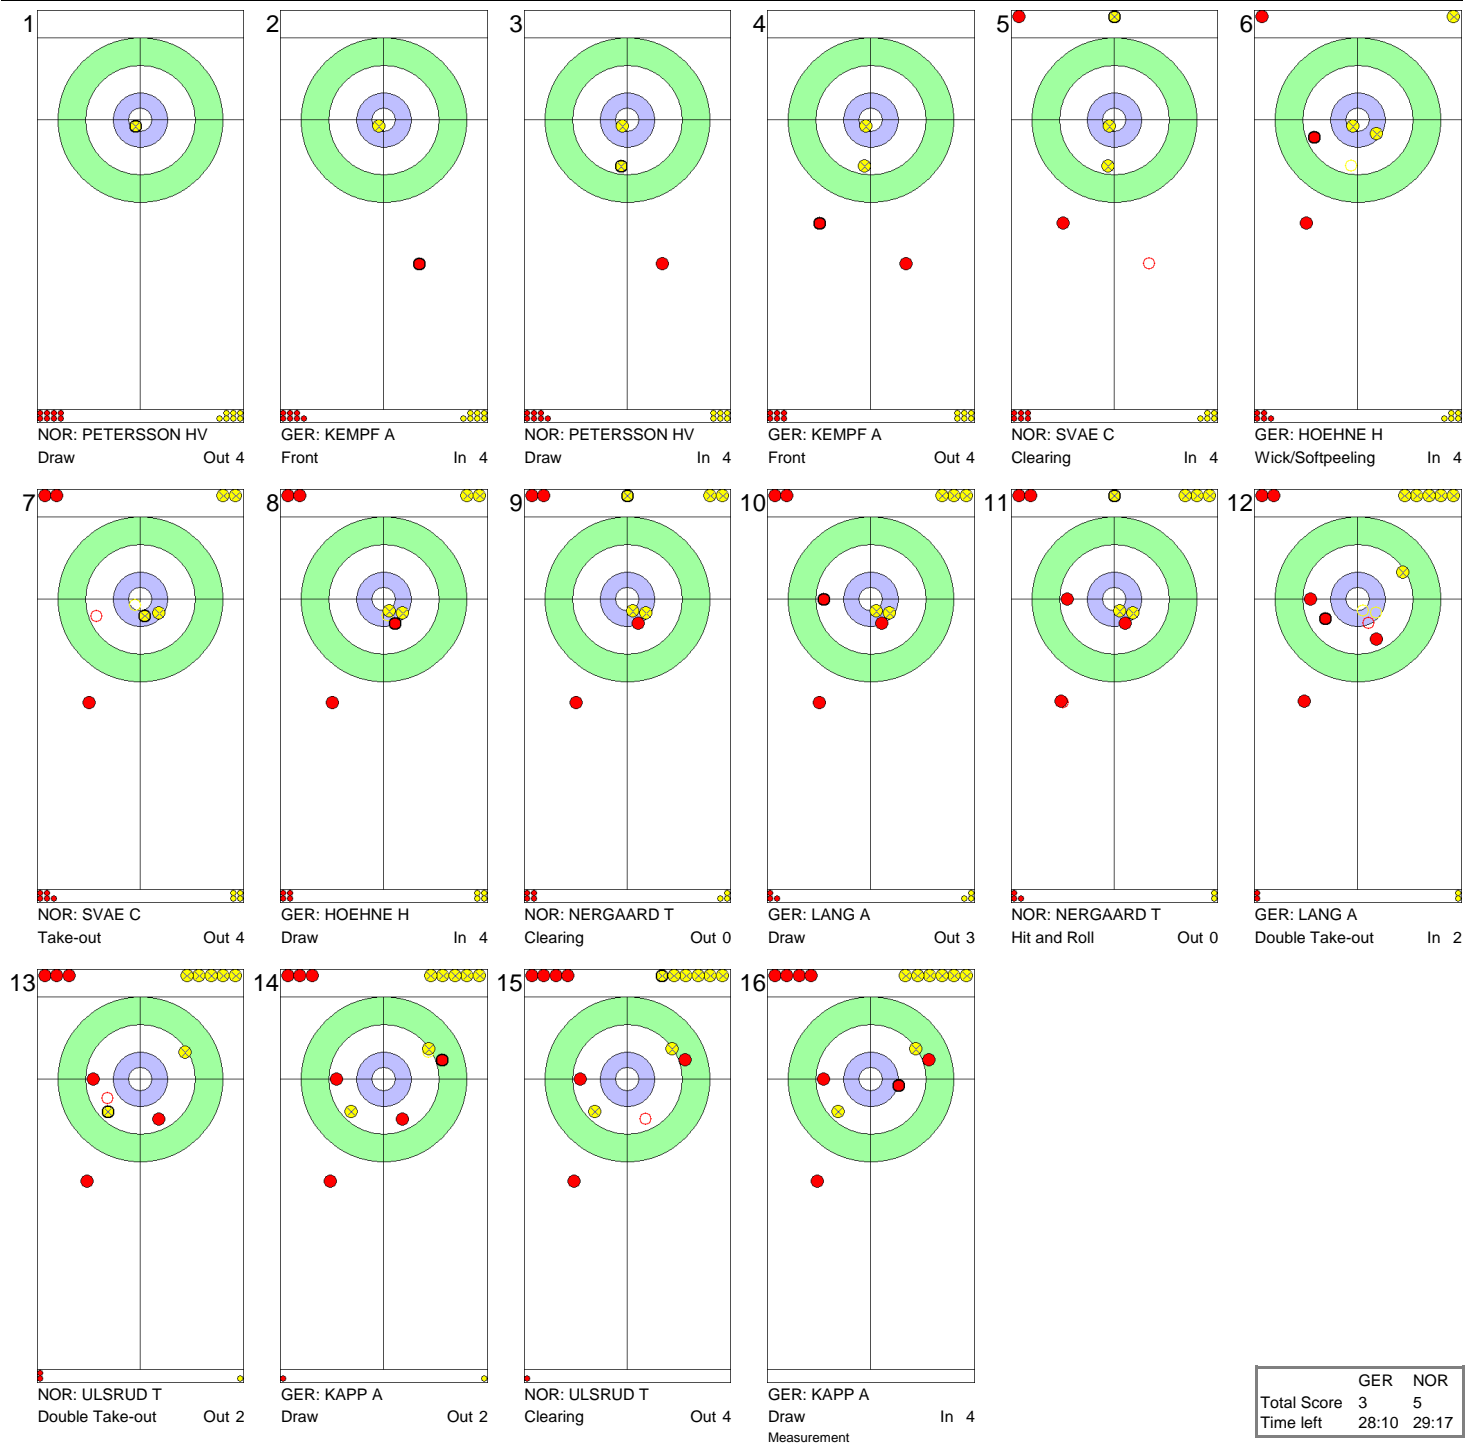 1 2 3 4 5 6
NOR: PETERSSON HV
Draw Out 4
GER: KEMPF A
Front In 4
NOR: PETERSSON HV
Draw In 4
GER: KEMPF A
Front Out 4
NOR: SVAE C
Clearing In 4
GER: HOEHNE H
Wick/Softpeeling In 4
7 8 9 10 11 12
NOR: SVAE C
Take-out Out 4
GER: HOEHNE H
Draw In 4
NOR: NERGAARD T
Clearing Out 0
GER: LANG A
Draw Out 3
NOR: NERGAARD T
Hit and Roll Out 0
GER: LANG A
Double Take-out In 2
13 14 15 16
NOR: ULSRUD T
Double Take-out Out 2
GER: KAPP A
Draw Out 2
NOR: ULSRUD T
Clearing Out 4
GER: KAPP A
Draw In 4
Measurement
GER NOR
Total Score 3 5
Time left 28:10 29:17